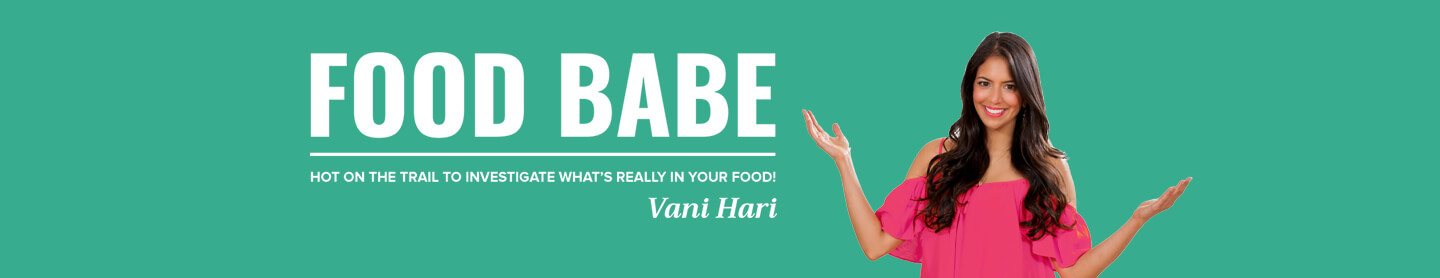 FOOD BABE
HOT ON THE TRAIL TO INVESTIGATE WHAT'S REALLY IN YOUR FOOD!
Vani Hari